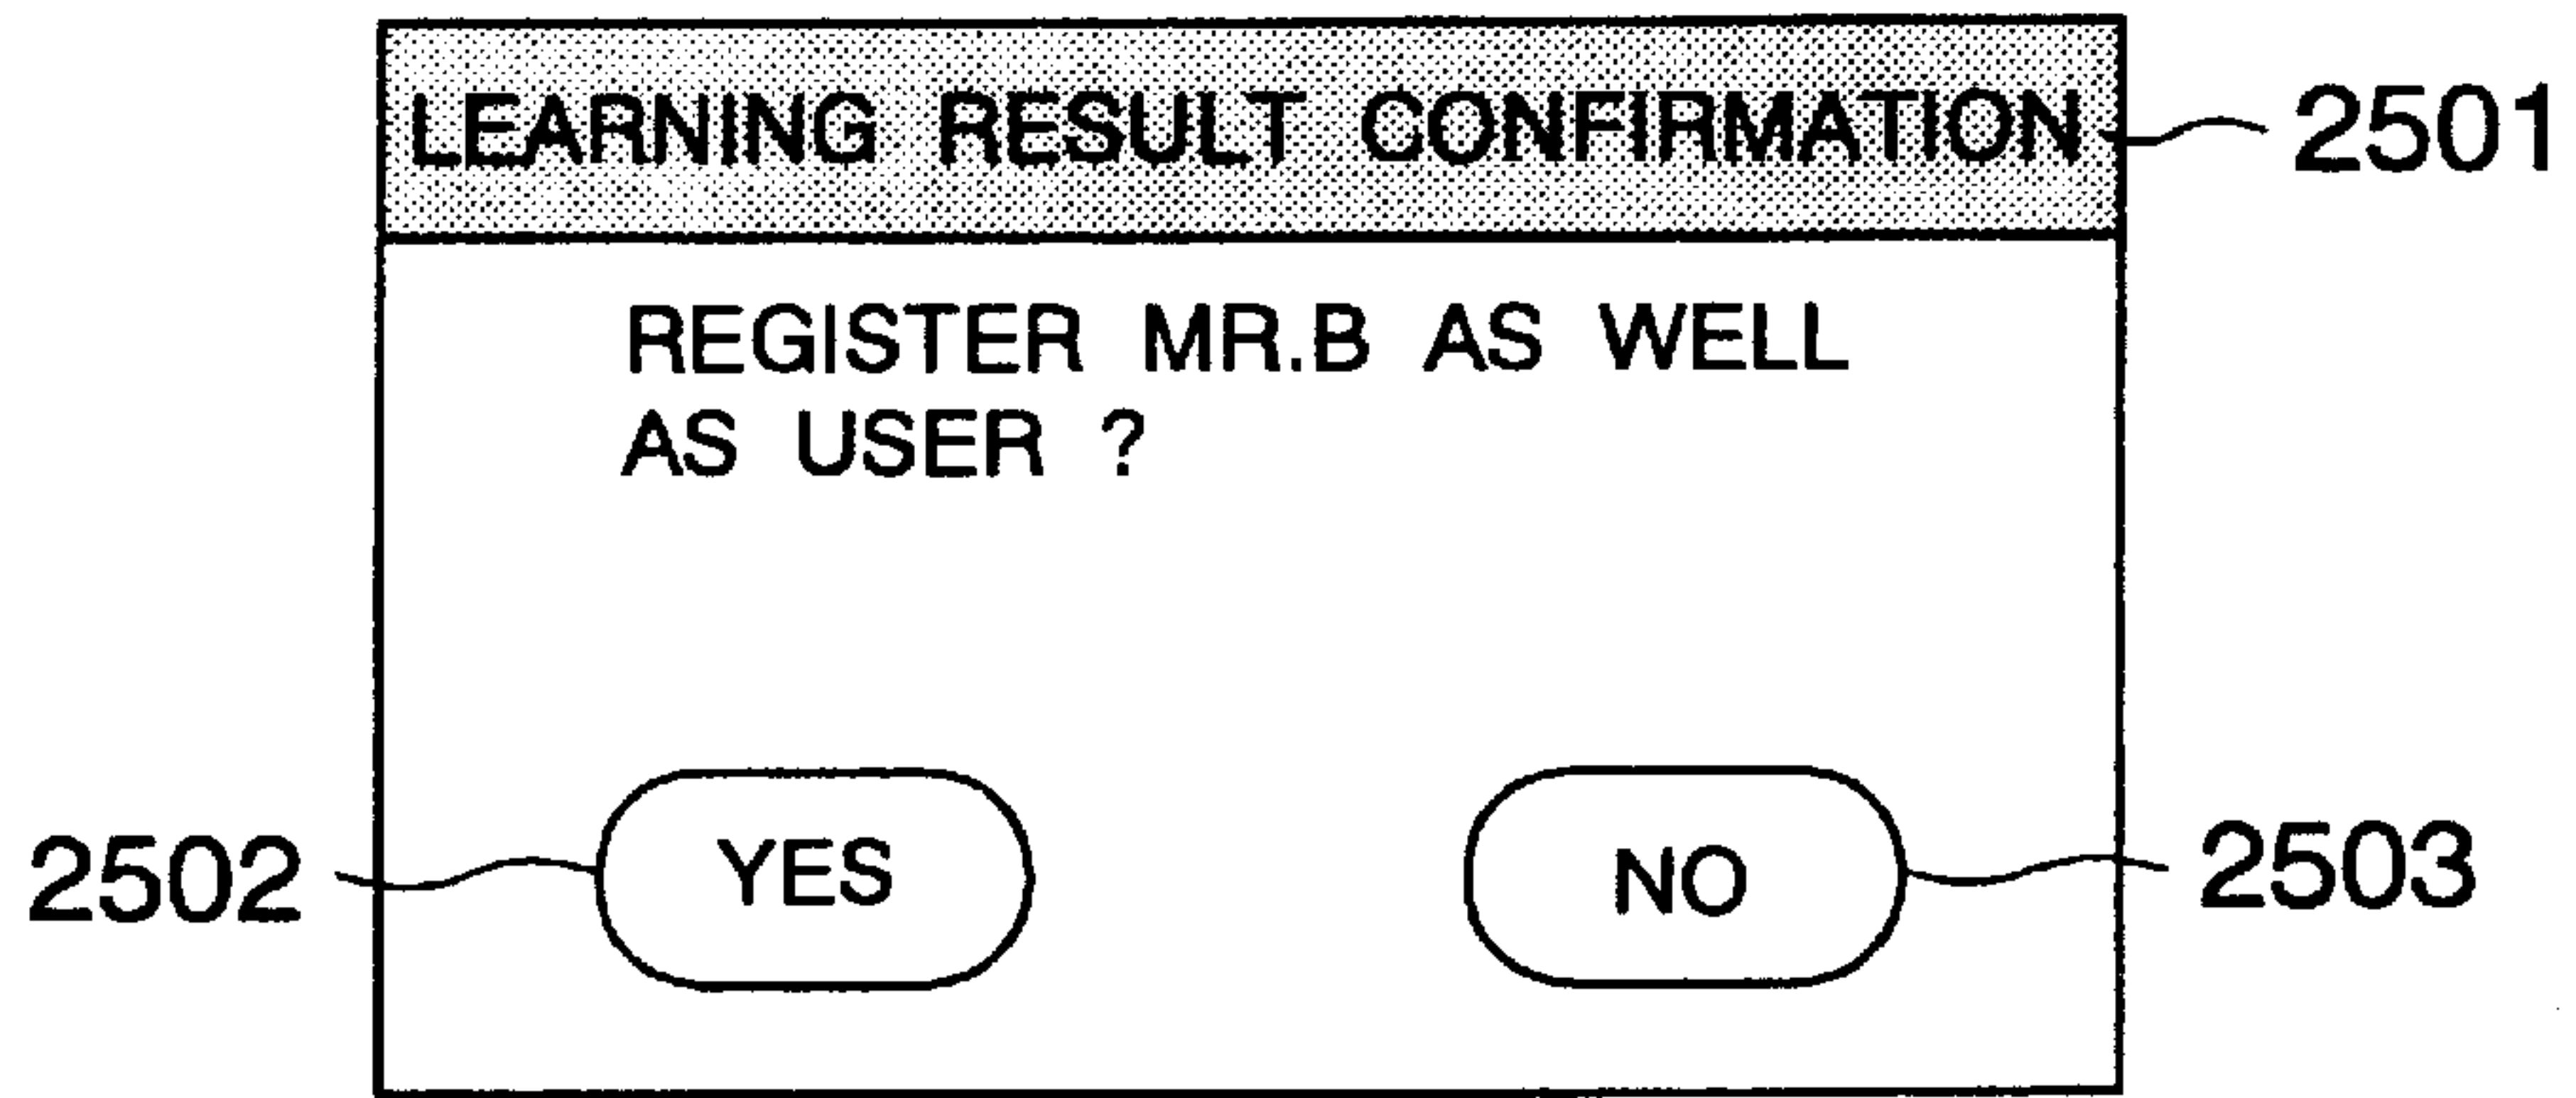 LEARNING RESULT CONFIRMATION
2501
REGISTER MR.B AS WELL
AS USER ?
2502
YES
NO
2503